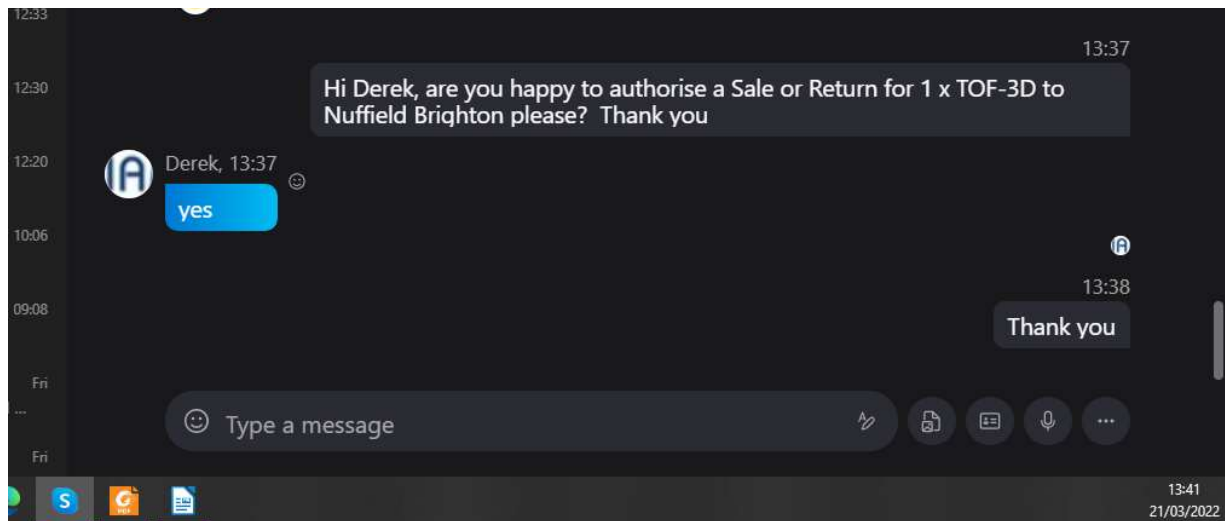 12:33
12:30
12:20
10:06
09:08
Fri
...
Fri
13:37
Hi Derek, are you happy to authorise a Sale or Return for 1 x TOF-3D to
Nuffield Brighton please?  Thank you
Derek, 13:37
yes
IA
13:38
Thank you
Type a message
S
G
PDF
13:41
21/03/2022